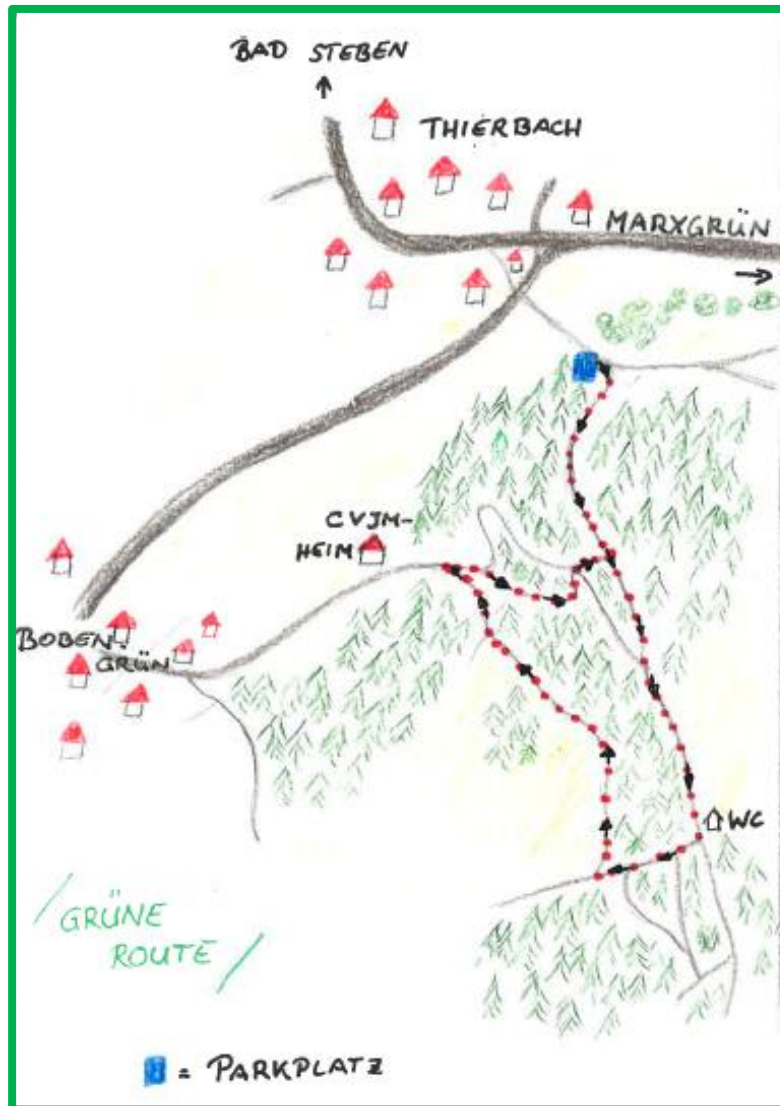 BAD STEBEN
THIERBACH
MARXGRÜN
CVJM-
HEIM
BOBEN-
GRÜN
WC
GRÜNE
ROUTE
= PARKPLATZ